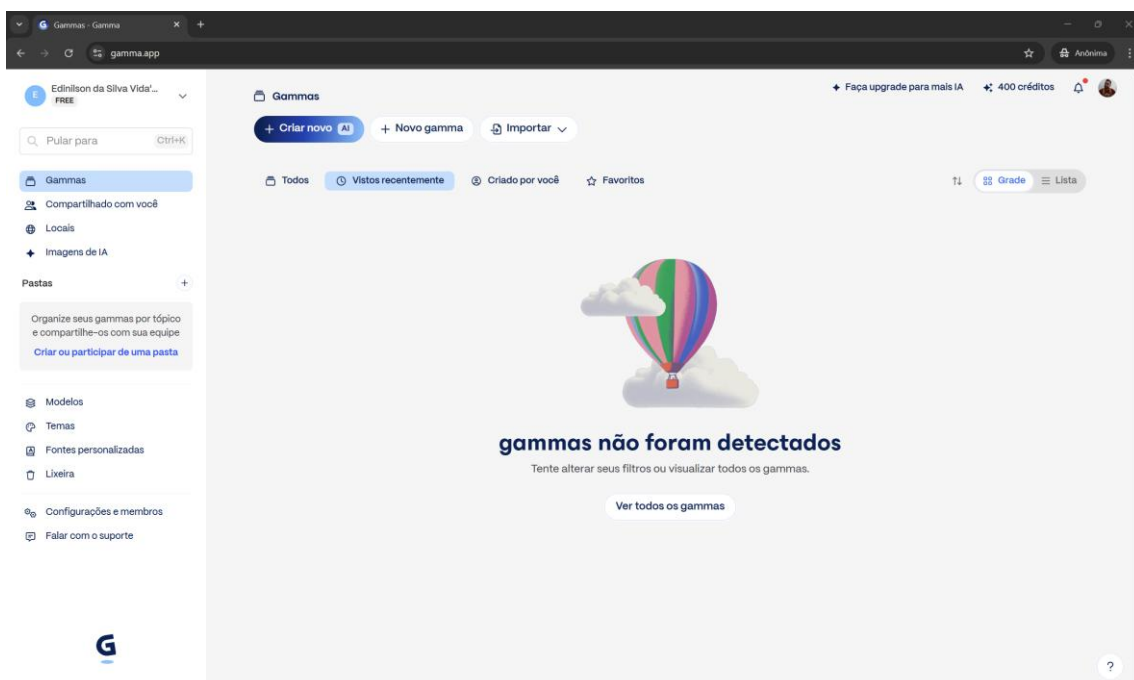 Gammas - Gamma
gamma.app
Anônima
E
Edinilson da Silva Vida'...
FREE
Pular para
Ctrl+K
Gammas
Compartilhado com você
Locais
Imagens de IA
Pastas
Organize seus gammas por tópico
e compartilhe-os com sua equipe
Criar ou participar de uma pasta
Modelos
Temas
Fontes personalizadas
Lixeira
Configurações e membros
Falar com o suporte
G
Gammas
Faça upgrade para mais IA
400 créditos
+ Criar novo AI
+ Novo gamma
Importar
Todos
Vistos recentemente
Criado por você
Favoritos
Grade
Lista
gammas não foram detectados
Tente alterar seus filtros ou visualizar todos os gammas.
Ver todos os gammas
?